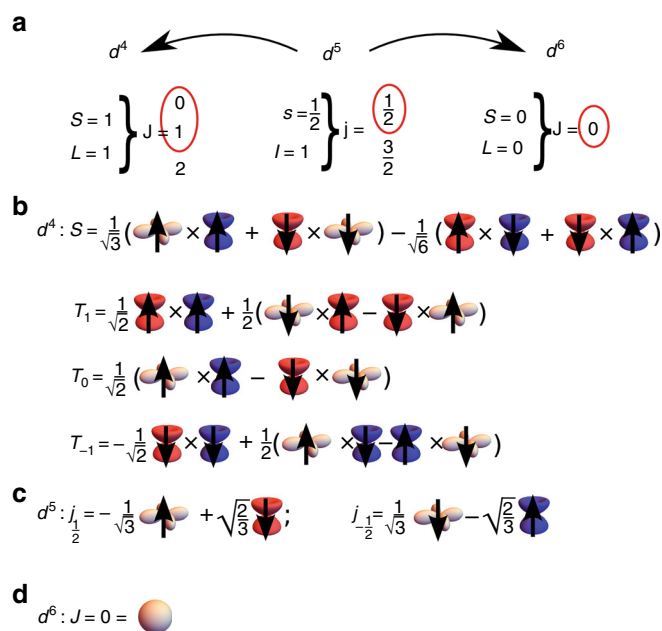 a
d⁴ d⁵ d⁶
S = 1 L = 1 } J = 0 1 2
s = 1/2 l = 1 } j = 1/2 3/2
S = 0 L = 0 } J = 0
b
d⁴ : S = 1/√3 ( × + × ) − 1/√6 ( × + × )
T₁ = 1/√2 × + 1/2 ( × − × )
T₀ = 1/√2 ( × − × )
T₋₁ = − 1/√2 × + 1/2 ( × − × )
c
d⁵ : j_1/2 = − 1/√3 + √2/3 ; j_-1/2 = 1/√3 − √2/3
d
d⁶ : J = 0 =